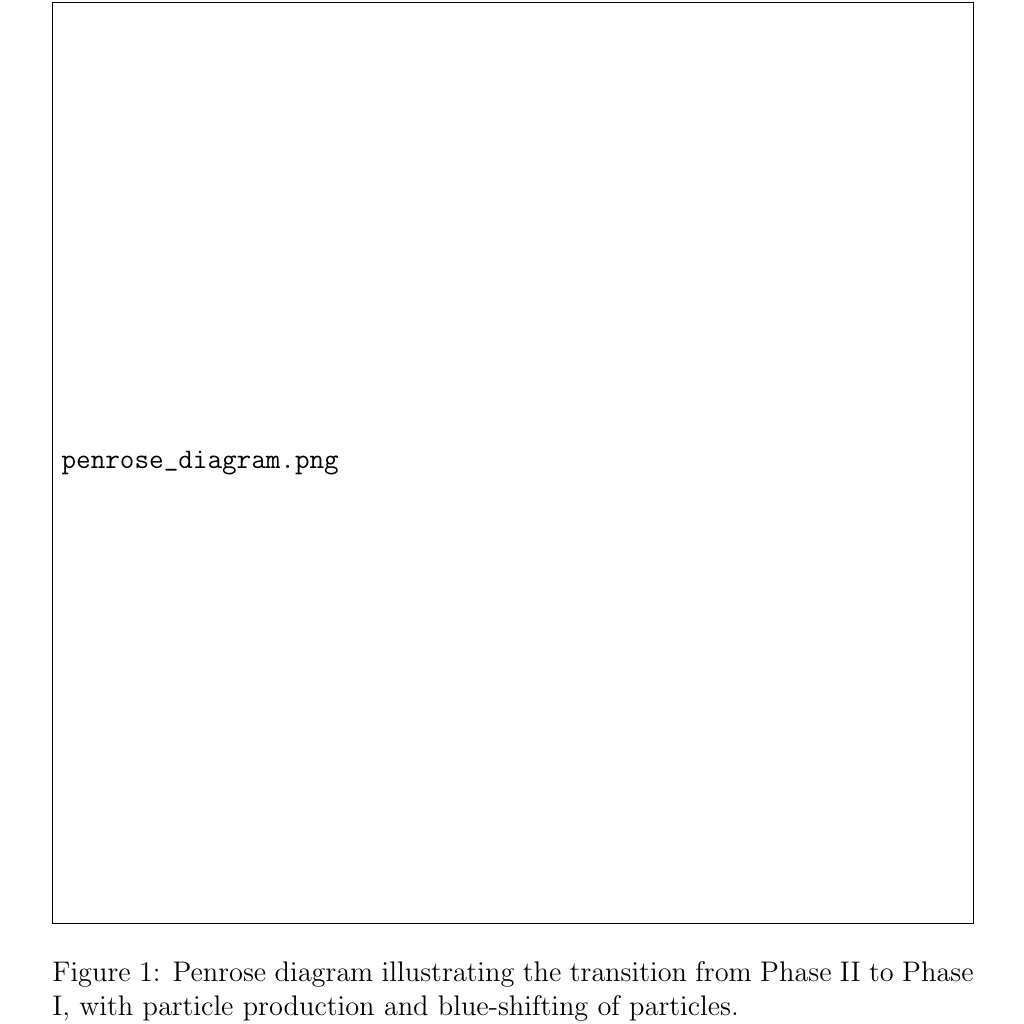 penrose_diagram.png
Figure 1: Penrose diagram illustrating the transition from Phase II to Phase
I, with particle production and blue-shifting of particles.